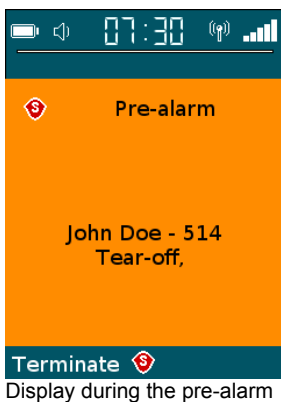 07:30
S Pre-alarm
John Doe - 514
Tear-off,
Terminate S
Display during the pre-alarm